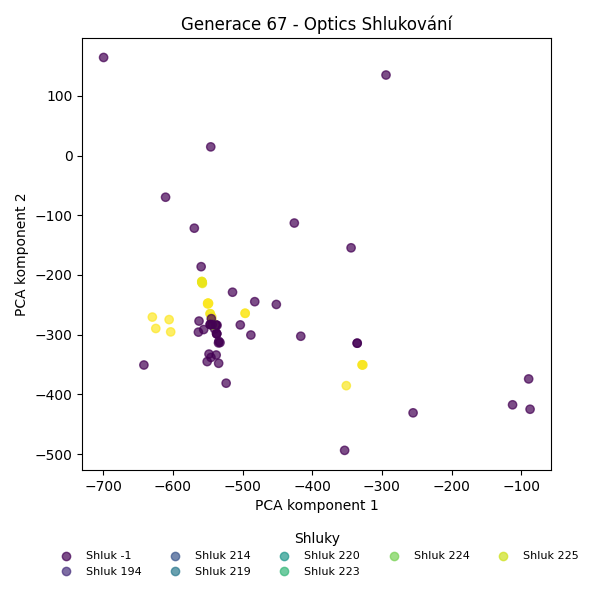 Generace 67 - Optics Shlukování
PCA komponent 2
100
0
−100
−200
−300
−400
−500
−700 −600 −500 −400 −300 −200 −100
PCA komponent 1
Shluky
Shluk -1 Shluk 214 Shluk 220 Shluk 224 Shluk 225
Shluk 194 Shluk 219 Shluk 223